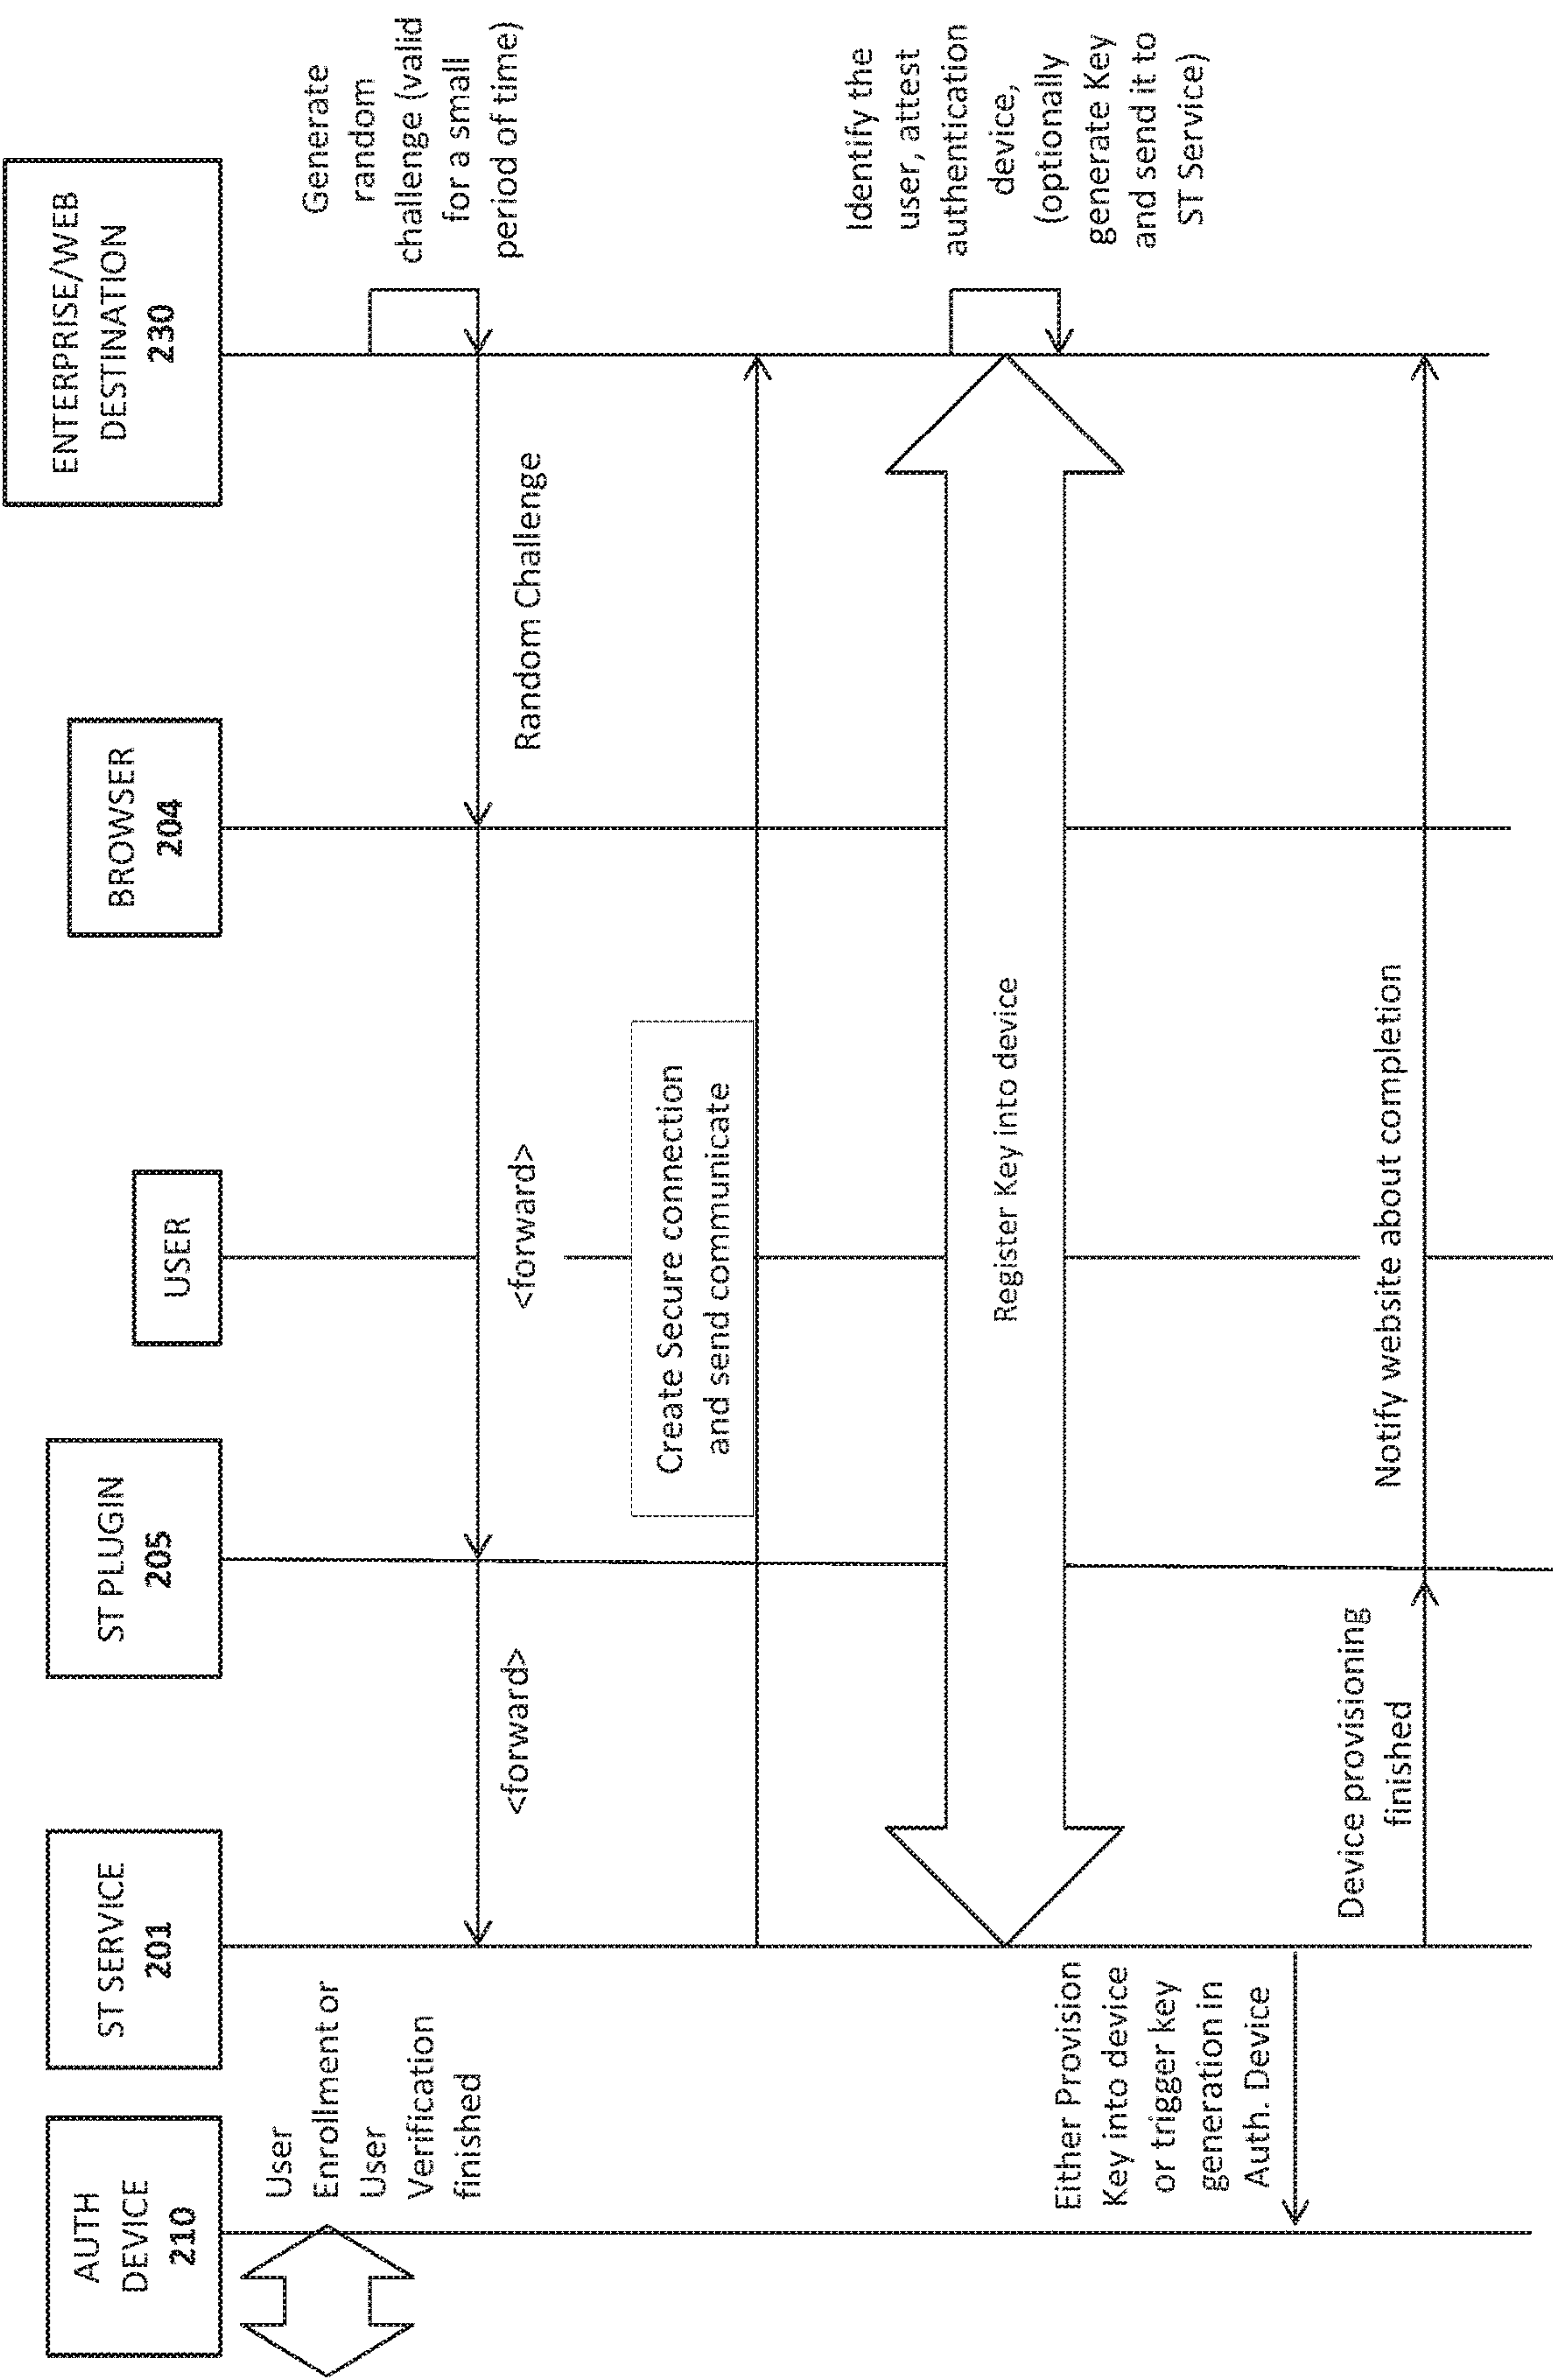 AUTH
DEVICE
210
ST SERVICE
201
ST PLUGIN
205
USER
BROWSER
204
ENTERPRISE/WEB
DESTINATION
230
User
Enrollment or
User
Verification
finished
Generate
random
challenge (valid
for a small
period of time)
<forward>
<forward>
Random Challenge
Create Secure connection
and send communicate
Identify the
user, attest
authentication
device,
(optionally
generate Key
and send it to
ST Service)
Register Key into device
Either Provision
Key into device
or trigger key
generation in
Auth. Device
Device provisioning
finished
Notify website about completion